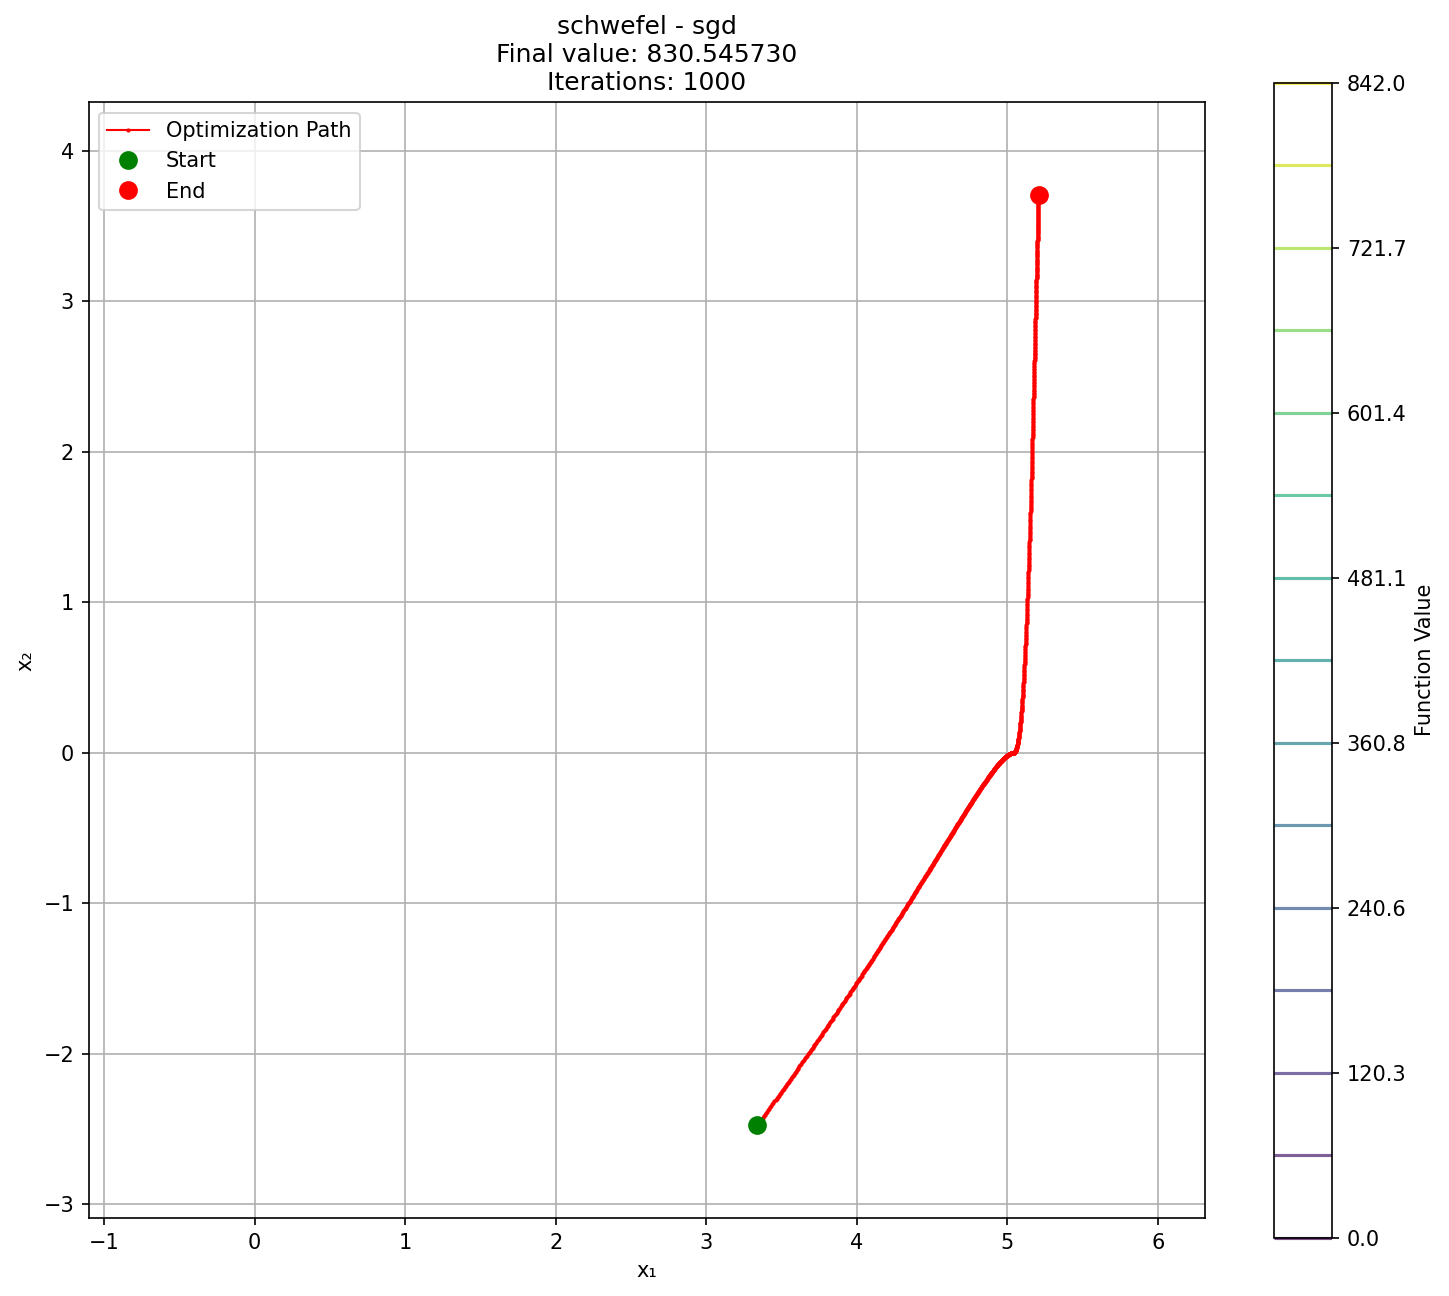 schwefel - sgd
Final value: 830.545730
Iterations: 1000
Optimization Path
Start
End
4
3
2
1
0
−1
−2
−3
x₂
−1
0
1
2
3
4
5
6
x₁
842.0
721.7
601.4
481.1
360.8
240.6
120.3
0.0
Function Value